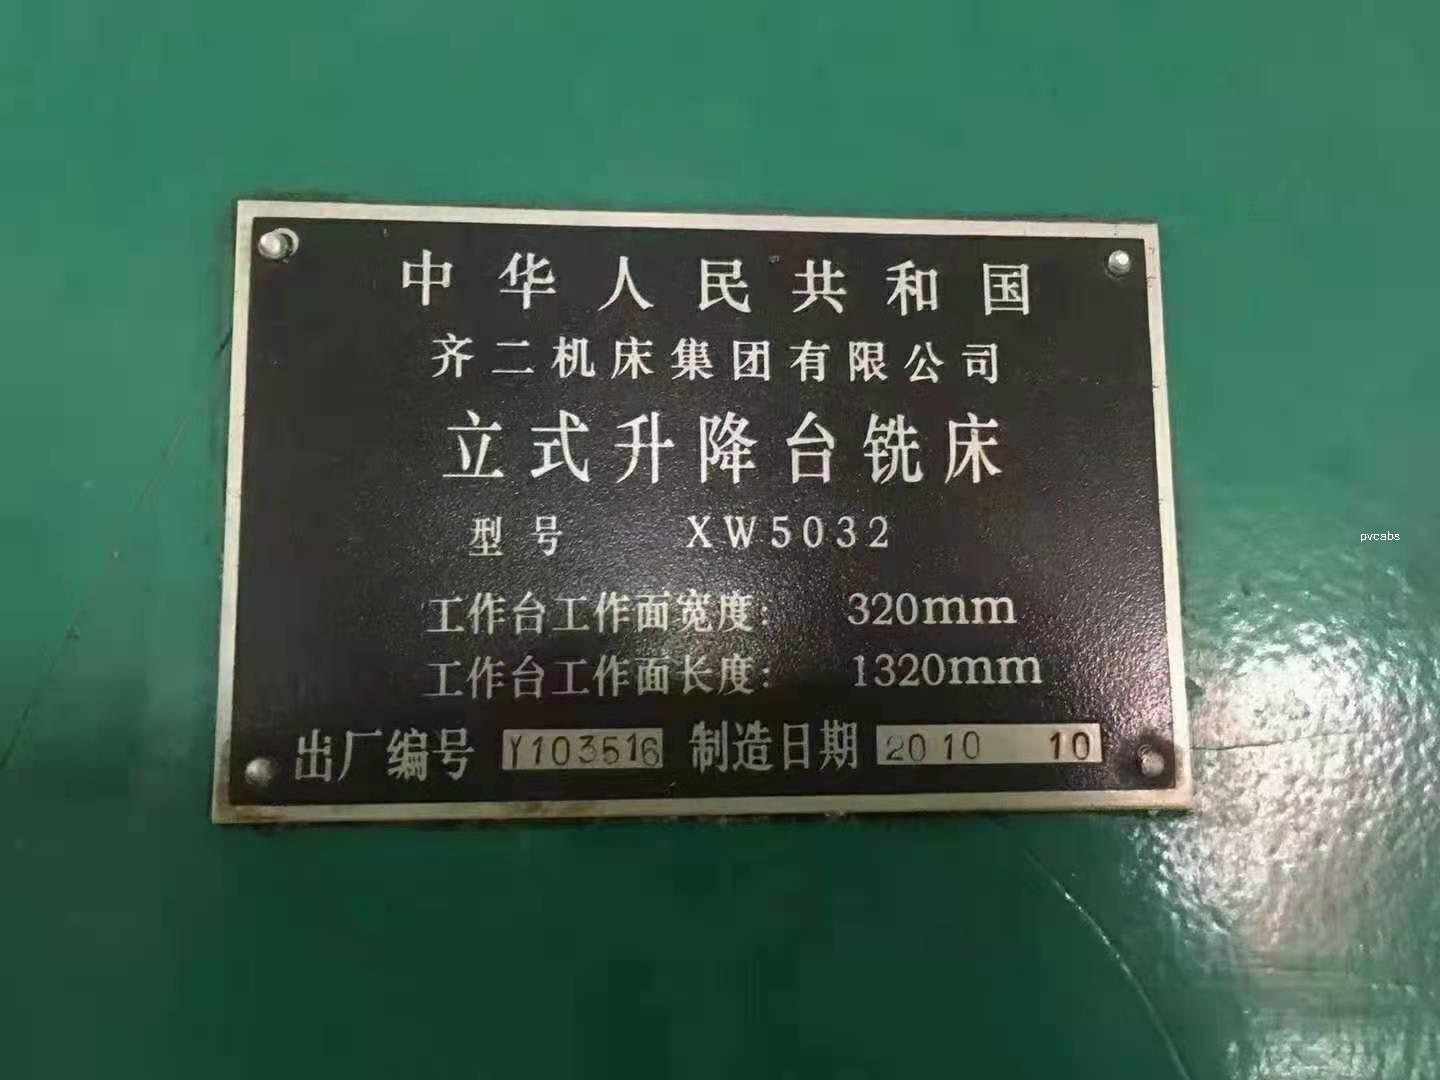 中华人民共和国
齐二机床集团有限公司
立式升降台铣床
型号 XW5032
工作台工作面宽度: 320mm
工作台工作面长度: 1320mm
出厂编号 Y103516 制造日期 2010 10
pvcabs